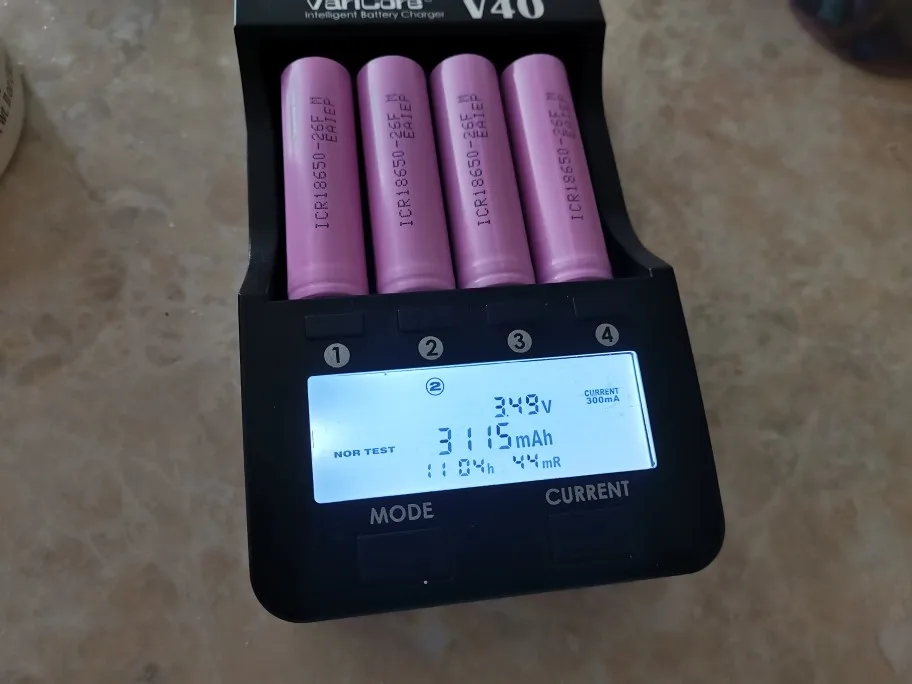 VariCore
Intelligent Battery Charger
V40
ICR18650-26F M
EAIEP
ICR18650-26F M
EAIEP
ICR18650-26F M
EAIEP
ICR18650-26F M
EAIEP
1
2
3
4
2
3.49V
CURRENT
300mA
3115mAh
NOR TEST
11:04h 44mR
MODE
CURRENT